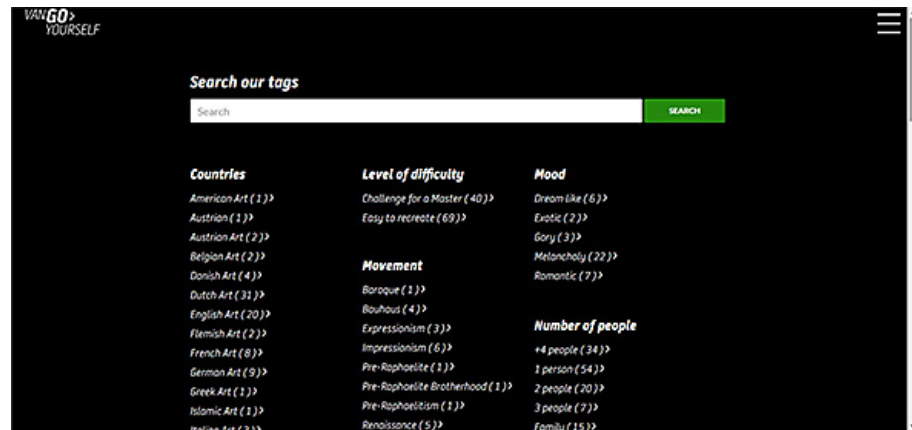 VANGO>
YOURSELF
Search our tags
Search
SEARCH
Countries
American Art ( 1 )>
Austrian ( 1 )>
Austrian Art ( 2 )>
Belgian Art ( 2 )>
Danish Art ( 4 )>
Dutch Art ( 31 )>
English Art ( 20 )>
Flemish Art ( 2 )>
French Art ( 8 )>
German Art ( 9 )>
Greek Art ( 1 )>
Islamic Art ( 1 )>
Italian Art
Level of difficulty
Challenge for a Master ( 40 )>
Easy to recreate ( 69 )>
Movement
Baroque ( 1 )>
Bauhaus ( 4 )>
Expressionism ( 3 )>
Impressionism ( 6 )>
Pre-Raphaelite ( 1 )>
Pre-Raphaelite Brotherhood ( 1 )>
Pre-Raphaelitism ( 1 )>
Renaissance ( 5 )>
Mood
Dream like ( 6 )>
Exotic ( 2 )>
Gory ( 3 )>
Melancholy ( 22 )>
Romantic ( 7 )>
Number of people
+4 people ( 34 )>
1 person ( 54 )>
2 people ( 20 )>
3 people ( 7 )>
Family ( 15 )>